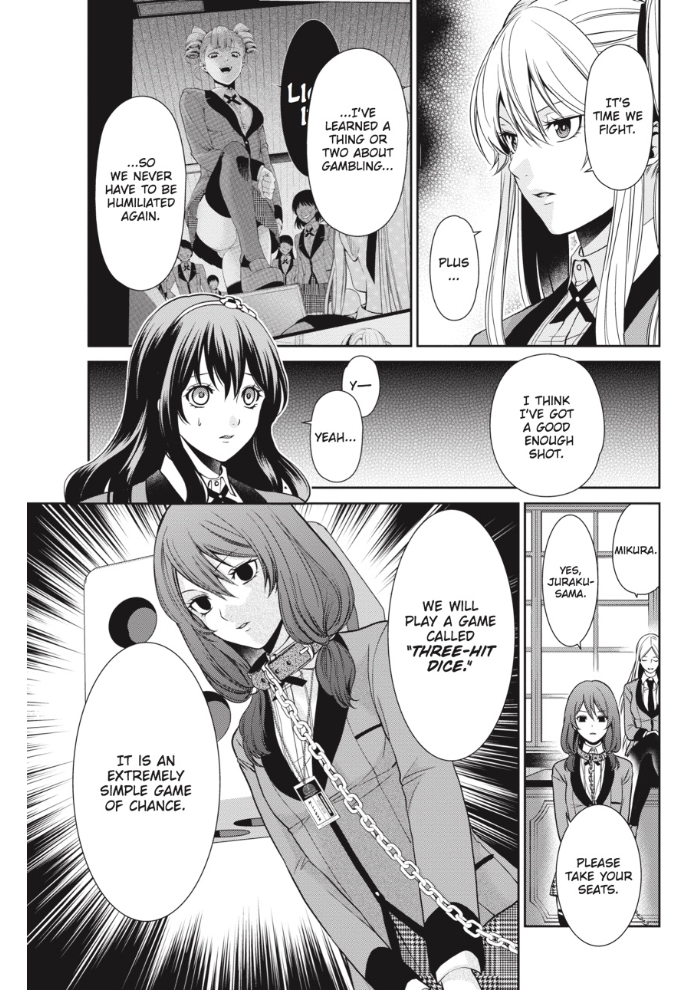 IT'S
TIME WE
FIGHT.
PLUS
...
...I'VE
LEARNED A
THING OR
TWO ABOUT
GAMBLING...
...SO
WE NEVER
HAVE TO BE
HUMILIATED
AGAIN.
I THINK
I'VE GOT
A GOOD
ENOUGH
SHOT.
Y—
YEAH...
MIKURA.
YES,
JURAKU-
SAMA.
PLEASE
TAKE YOUR
SEATS.
WE WILL
PLAY A GAME
CALLED
"THREE-HIT
DICE."
IT IS AN
EXTREMELY
SIMPLE GAME
OF CHANCE.